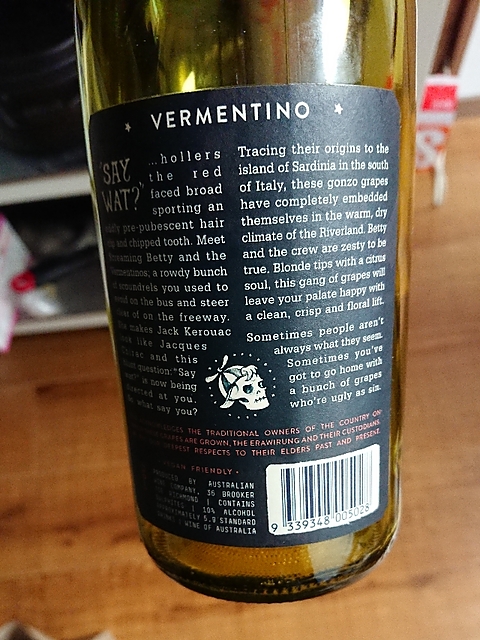 VERMENTINO
"SAY WAT?"
...hollers
the red
faced broad
sporting an
pre-pubescent hair
and chipped tooth. Meet
Betty and the
a rowdy bunch
scoundrels you used to
on the bus and steer
of on the freeway.
makes Jack Kerouac
like Jacques
and this
question: "Say
is now being
at you.
what say you?
Tracing their origins to the
island of Sardinia in the south
of Italy, these gonzo grapes
have completely embedded
themselves in the warm, dry
climate of the Riverland. Betty
and the crew are zesty to be
true. Blonde tips with a citrus
soul, this gang of grapes will
leave your palate happy with
a clean, crisp and floral lift.
Sometimes people aren't
always what they seem.
Sometimes you've
got to go home with
a bunch of grapes
who're ugly as sin.
THE TRADITIONAL OWNERS OF THE COUNTRY ON
GRAPES ARE GROWN, THE ERAWIRUNG AND THEIR CUSTODIANS.
RESPECTS TO THEIR ELDERS PAST AND PRESENT.
FRIENDLY
BY AUSTRALIAN
COMPANY, 35 BROOKER
RICHMOND | CONTAINS
| 10% ALCOHOL
5.9 STANDARD
| WINE OF AUSTRALIA
9 339348 005028